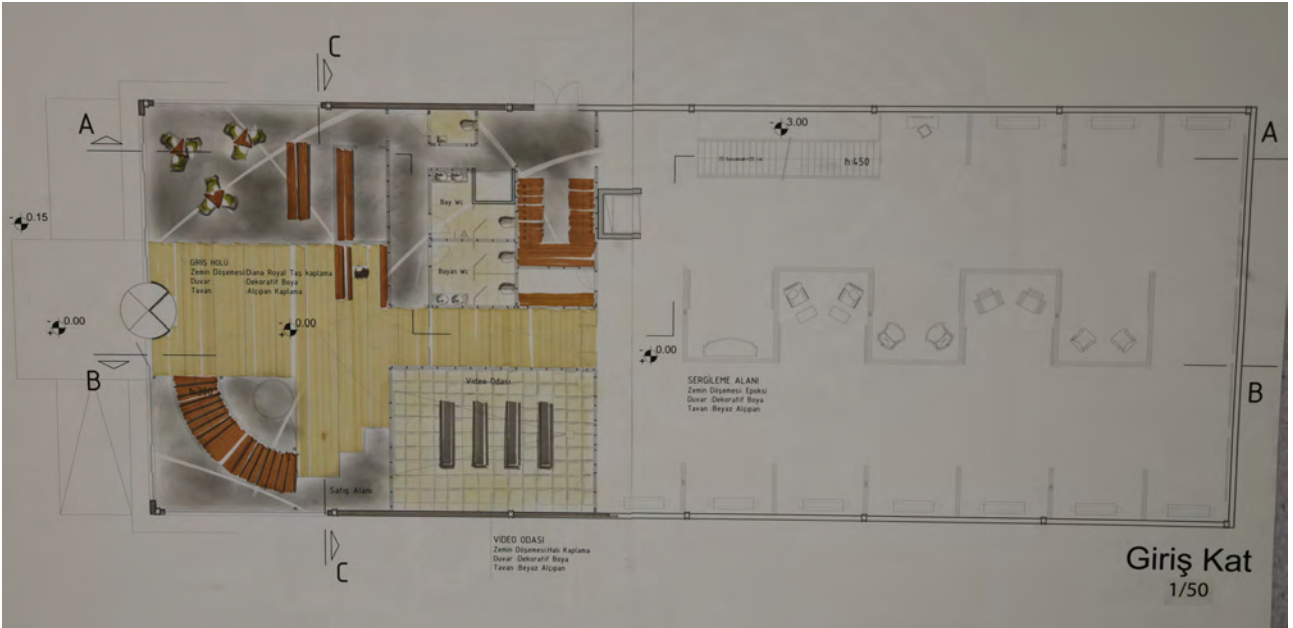 C
A
3.00
A
h:450
Bay Wc
0.15
GİRİŞ HOLÜ
Zemin Döşemesi:Diana Royal Taş kaplama
Duvar :Dekoratif Boya
Tavan :Alçıpan Kaplama
Bayan Wc
0.00
0.00
0.00
B
Video Odası
SERGİLEME ALANI
Zemin Döşemesi: Epoksi
Duvar :Dekoratif Boya
Tavan :Beyaz Alçıpan
B
Satış Alanı
C
VİDEO ODASI
Zemin Döşemesi:Halı Kaplama
Duvar :Dekoratif Boya
Tavan :Beyaz Alçıpan
Giriş Kat
1/50